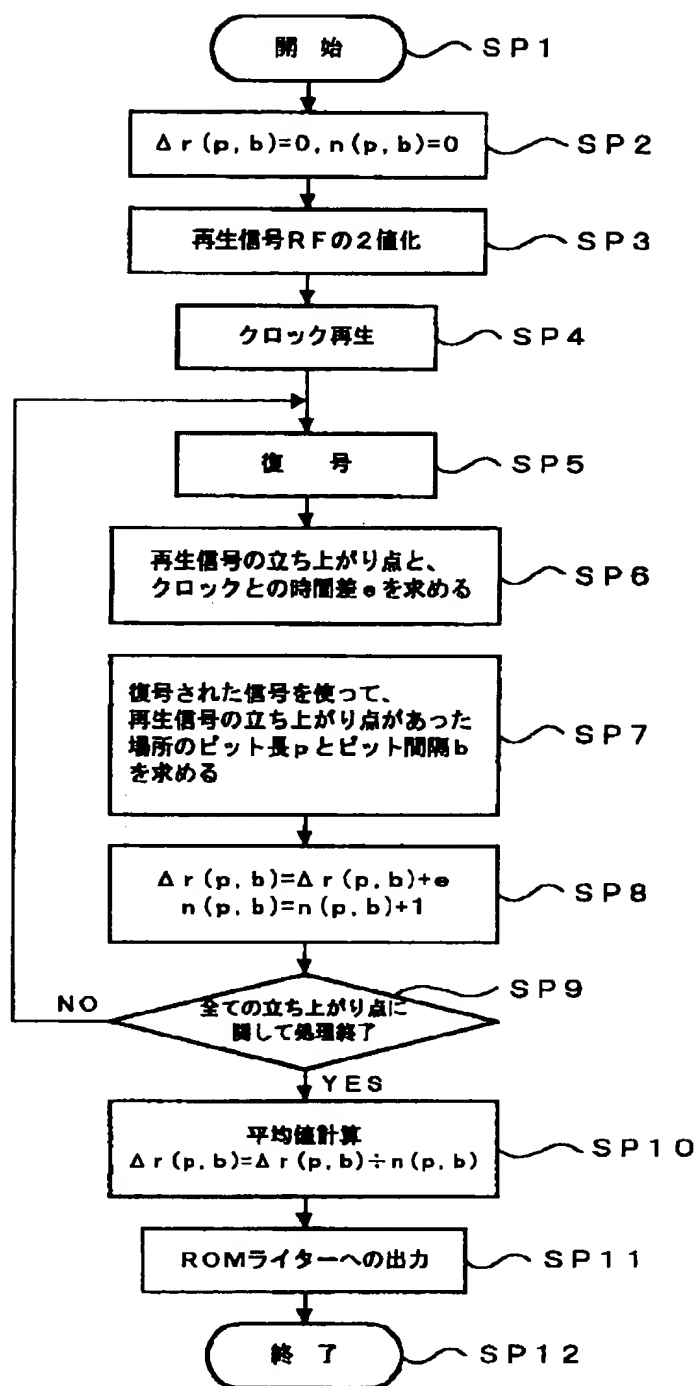 開 始
SP1
Δr(p,b)=0,n(p,b)=0
SP2
再生信号RFの2値化
SP3
クロック再生
SP4
復 号
SP5
再生信号の立ち上がり点と、
クロックとの時間差eを求める
SP6
復号された信号を使って、
再生信号の立ち上がり点があった
場所のピット長pとピット間隔b
を求める
SP7
Δr(p,b)=Δr(p,b)+e
n(p,b)=n(p,b)+1
SP8
全ての立ち上がり点に
関して処理終了
SP9
NO
YES
平均値計算
Δr(p,b)=Δr(p,b)÷n(p,b)
SP10
ROMライターへの出力
SP11
終 了
SP12